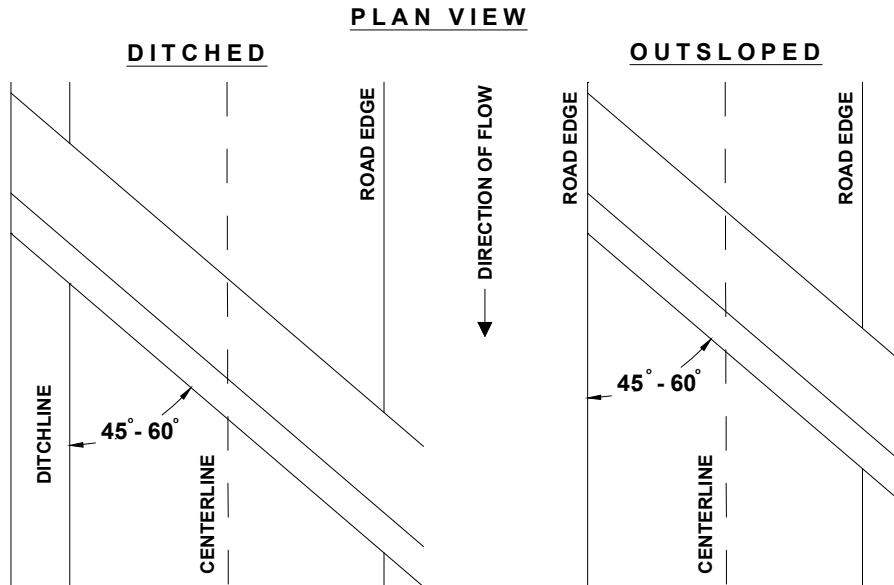 PLAN VIEW
DITCHED
OUTSLOPED
ROAD EDGE
DIRECTION OF FLOW
ROAD EDGE
ROAD EDGE
45° - 60°
45° - 60°
DITCHLINE
CENTERLINE
CENTERLINE